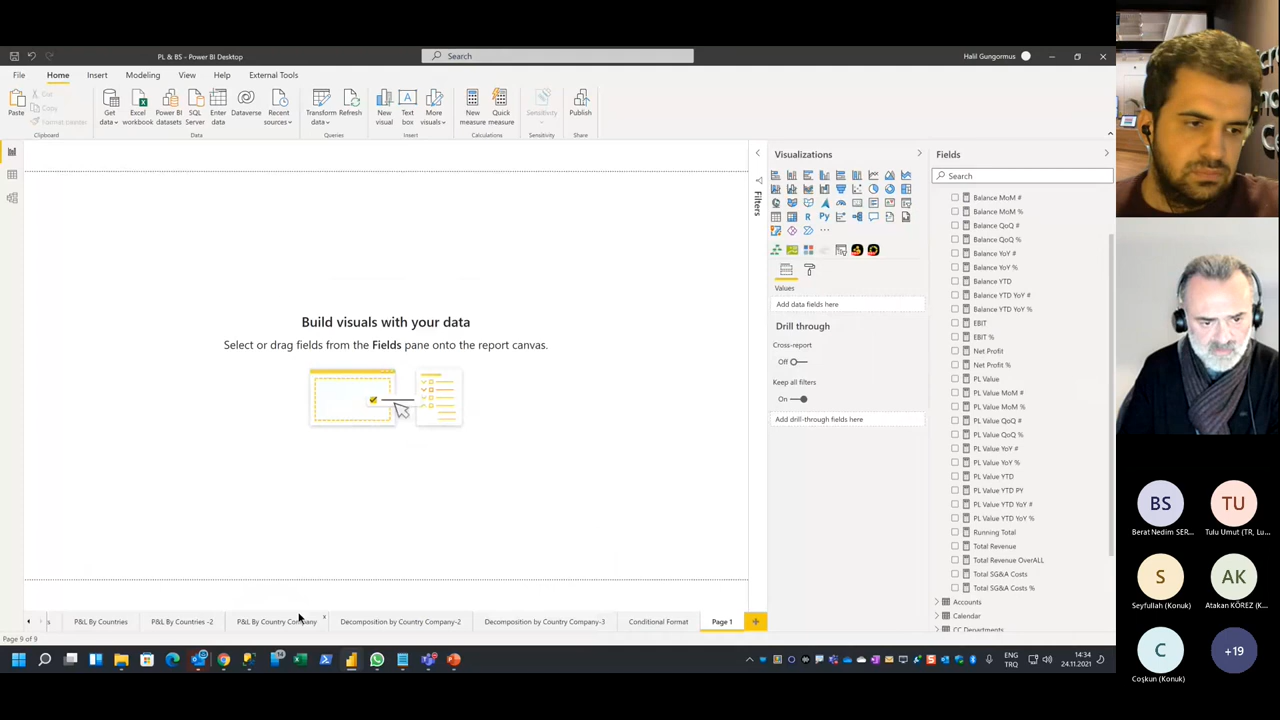 PL & BS - Power BI Desktop
Search
Halil Gungormus
File
Home
Insert
Modeling
View
Help
External Tools
Paste
Cut
Copy
Format painter
Clipboard
Get data
Excel workbook
Power BI datasets
SQL Server
Enter data
Dataverse
Recent sources
Data
Transform data
Refresh
Queries
New visual
Text box
More visuals
Insert
New measure
Quick measure
Calculations
Sensitivity
Sensitivity
Publish
Share
Build visuals with your data
Select or drag fields from the Fields pane onto the report canvas.
Filters
Visualizations
Values
Add data fields here
Drill through
Cross-report
Off
Keep all filters
On
Add drill-through fields here
Fields
Search
Balance MoM #
Balance MoM %
Balance QoQ #
Balance QoQ %
Balance YoY #
Balance YoY %
Balance YTD
Balance YTD YoY #
Balance YTD YoY %
EBIT
EBIT %
Net Profit
Net Profit %
PL Value
PL Value MoM #
PL Value MoM %
PL Value QoQ #
PL Value QoQ %
PL Value YoY #
PL Value YoY %
PL Value YTD
PL Value YTD PY
PL Value YTD YoY #
PL Value YTD YoY %
Running Total
Total Revenue
Total Revenue OverALL
Total SG&A Costs
Total SG&A Costs %
Accounts
Calendar
CC Departments
P&L By Countries
P&L By Countries -2
P&L By Country Company
Decomposition by Country Company-2
Decomposition by Country Company-3
Conditional Format
Page 1
Page 9 of 9
ENG
TRQ
14:34
24.11.2021
BS
Berat Nedim SER...
TU
Tulu Umut (TR, Lu...
S
Seyfullah (Konuk)
AK
Atakan KÖREZ (K...
C
Coşkun (Konuk)
+19